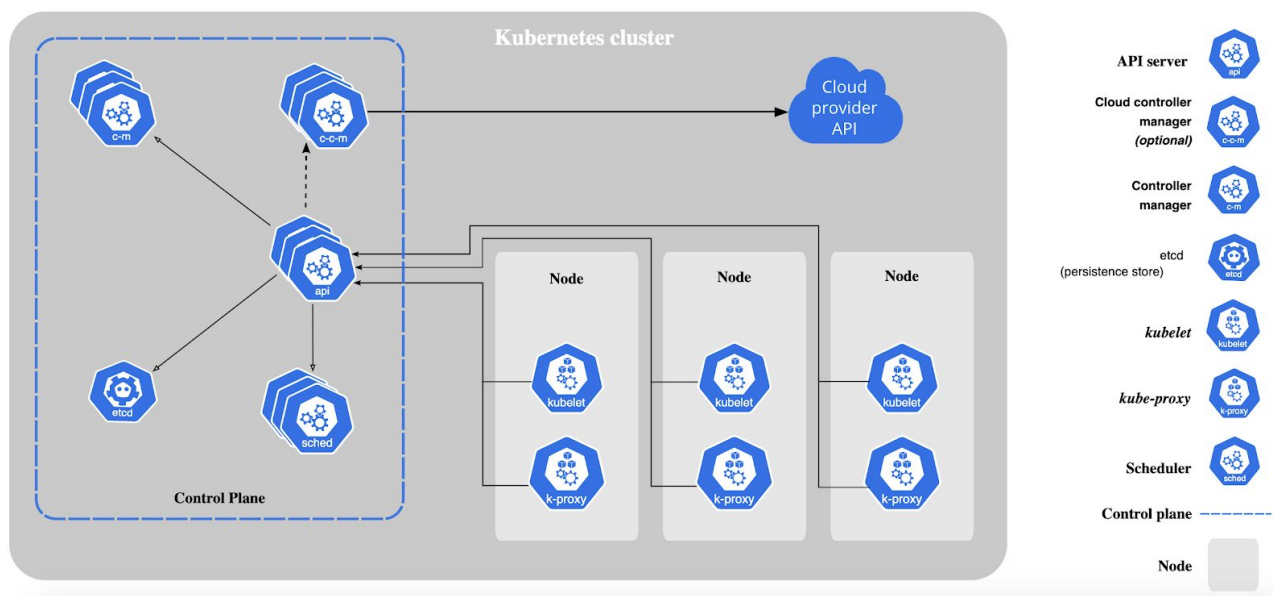 Kubernetes cluster
c-m
c-c-m
Cloud
provider
API
api
etcd
sched
Control Plane
Node
kubelet
k-proxy
Node
kubelet
k-proxy
Node
kubelet
k-proxy
API server
api
Cloud controller
manager
(optional)
c-c-m
Controller
manager
c-m
etcd
(persistence store)
etcd
kubelet
kubelet
kube-proxy
k-proxy
Scheduler
sched
Control plane
Node